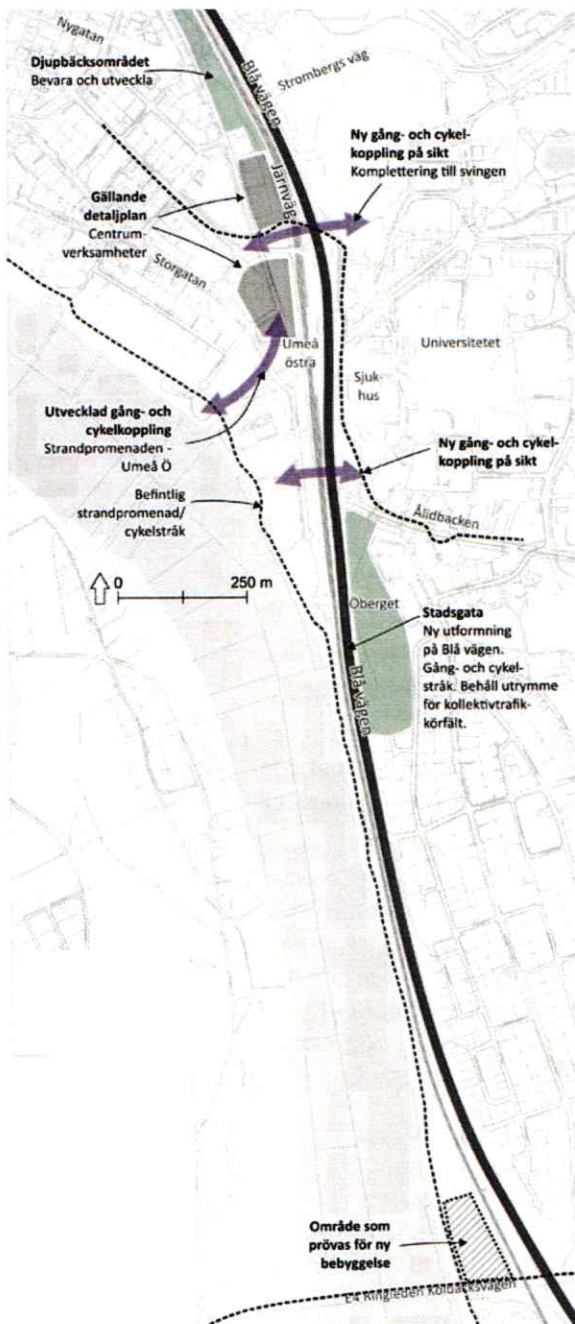 Nygatan
Djupbäcksområdet
Bevara och utveckla
Blå vägen
Strombergs väg
Ny gång- och cykel-
koppling på sikt
Komplettering till svingen
Järnväg
Gällande
detaljplan
Centrum-
verksamheter
Storgatan
Umeå
östra
Universitetet
Sjuk-
hus
Utvecklad gång- och
cykelkoppling
Strandpromenaden -
Umeå Ö
Ny gång- och cykel-
koppling på sikt
Befintlig
strandpromenad/
cykelstråk
Ålidbacken
0 250 m
Öberget
Stadsgata
Ny utformning
på Blå vägen.
Gång- och cykel-
stråk. Behåll utrymme
för kollektivtrafik-
körfält.
Blå vägen
Område som
prövas för ny
bebyggelse
E4 Ringleden Kolbäcksvägen